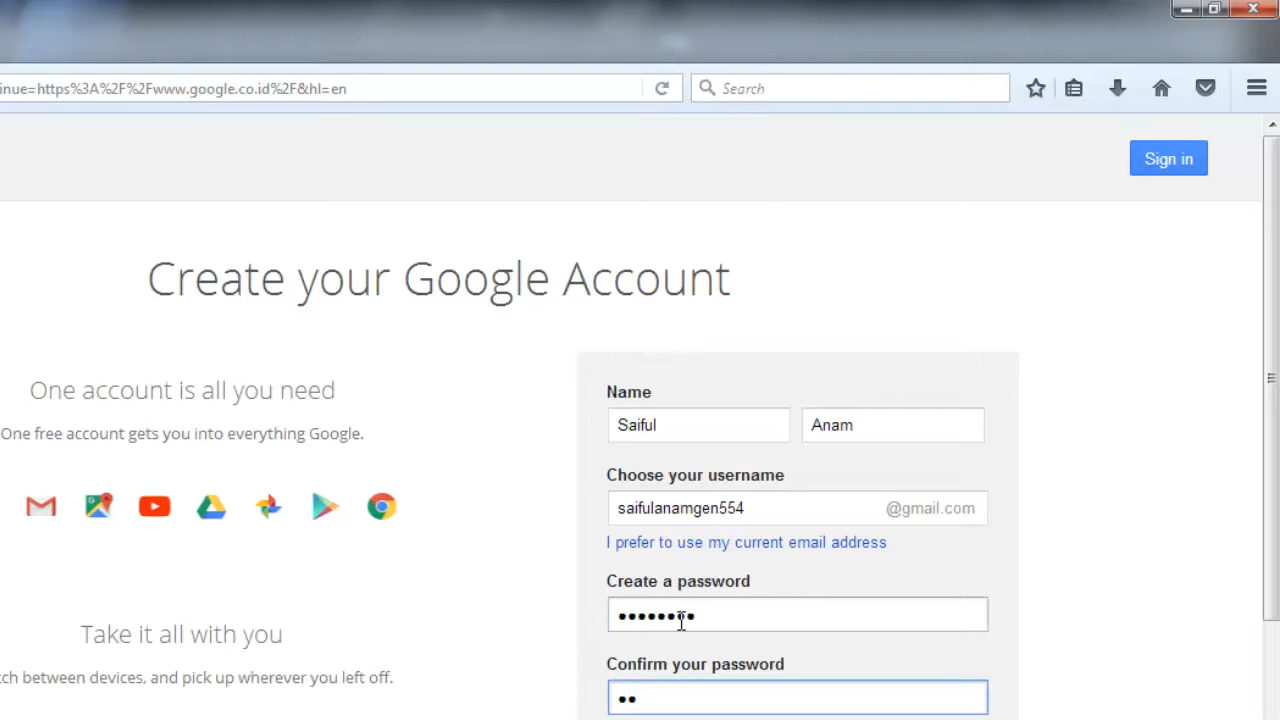 inue=https%3A%2F%2Fwww.google.co.id%2F&hl=en
Search
Sign in
Create your Google Account
One account is all you need
One free account gets you into everything Google.
Name
Saiful Anam
Choose your username
saifulanamgen554 @gmail.com
I prefer to use my current email address
Create a password
••••••••
Take it all with you
Confirm your password
ch between devices, and pick up wherever you left off.
••